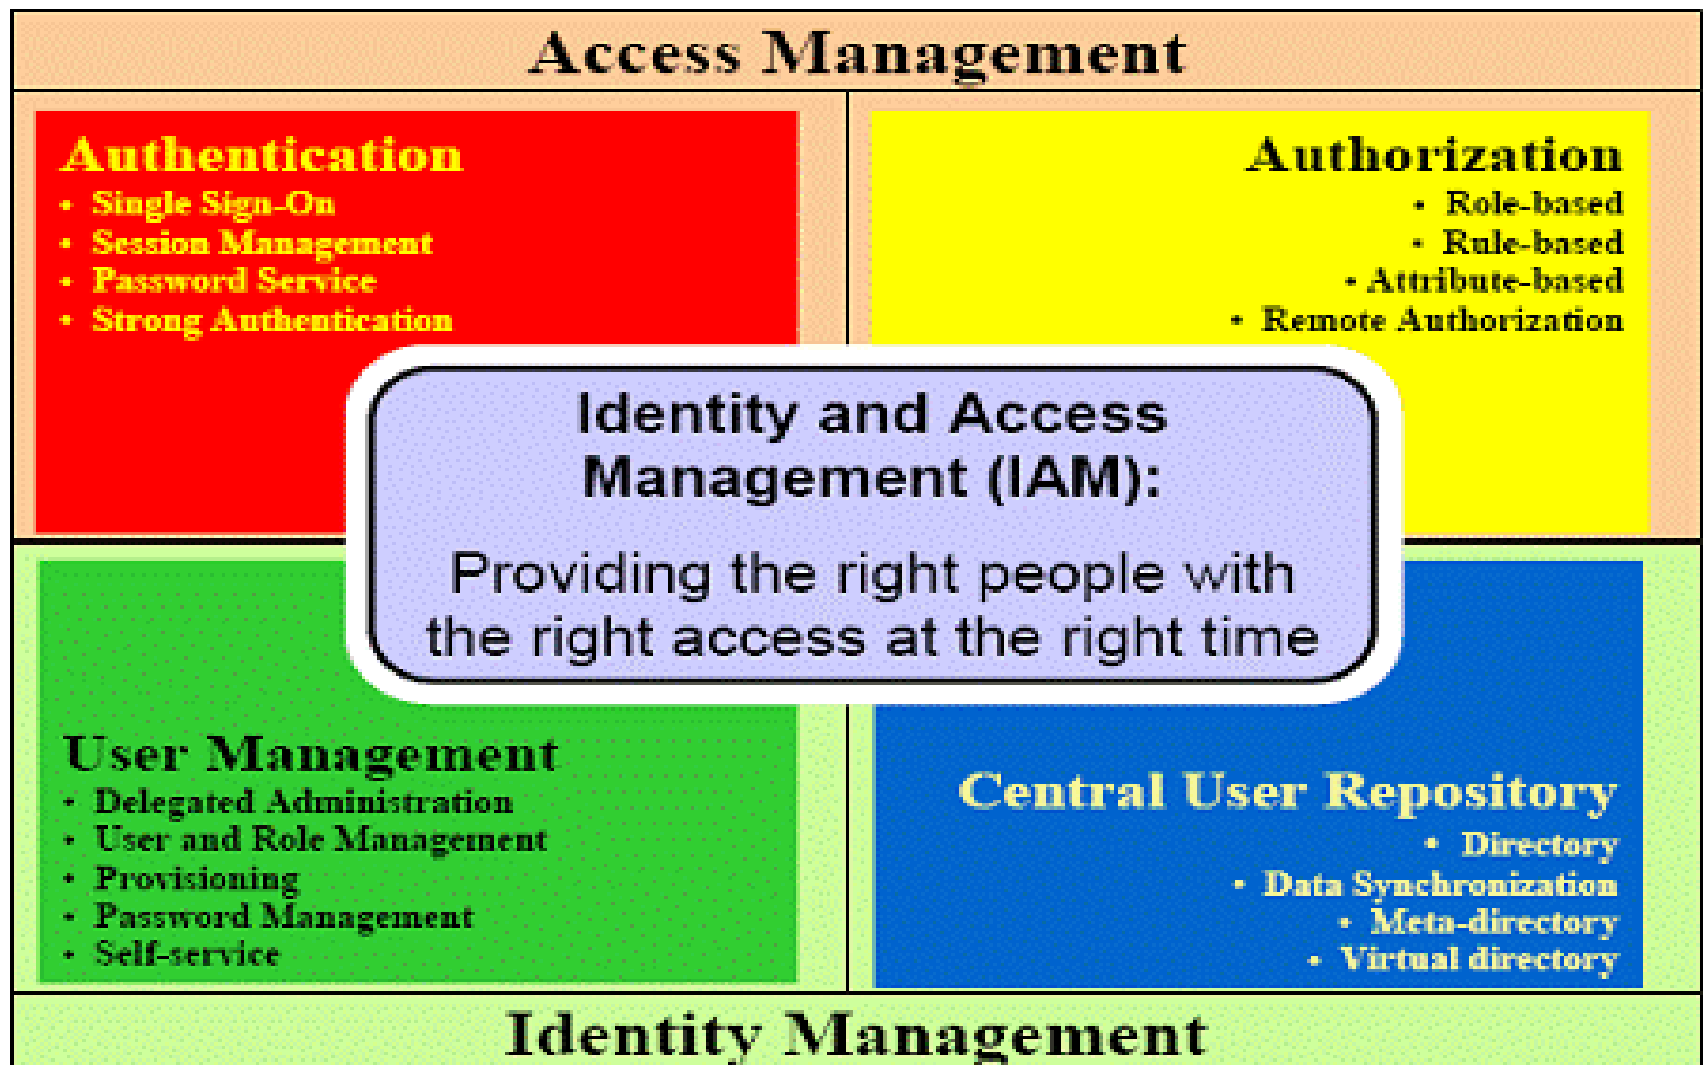 Access Management
Authentication
• Single Sign-On
• Session Management
• Password Service
• Strong Authentication
Authorization
• Role-based
• Rule-based
• Attribute-based
• Remote Authorization
Identity and Access
Management (IAM):
Providing the right people with
the right access at the right time
User Management
• Delegated Administration
• User and Role Management
• Provisioning
• Password Management
• Self-service
Central User Repository
• Directory
• Data Synchronization
• Meta-directory
• Virtual directory
Identity Management